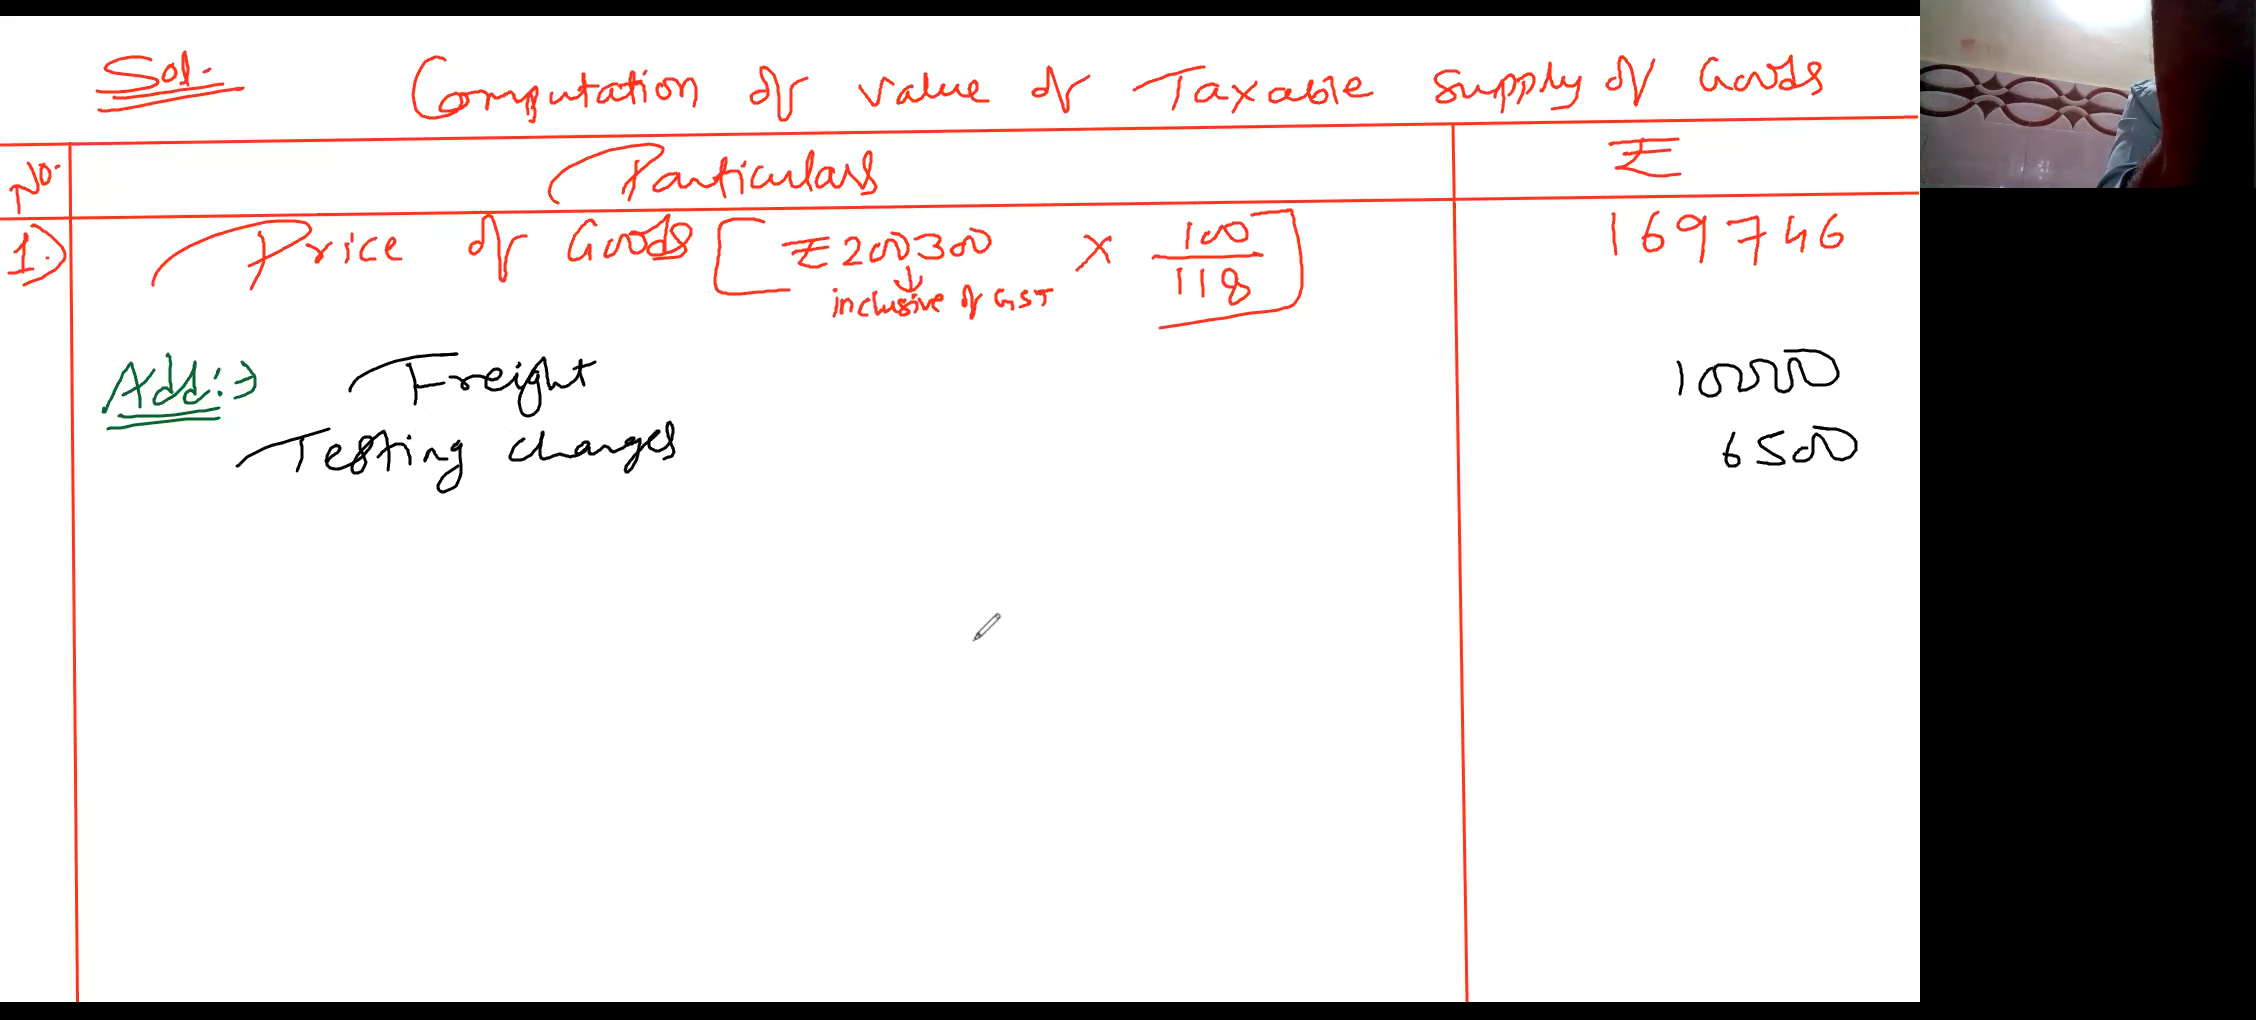 Sol. Computation of value of Taxable supply of Goods
No. Particulars ₹
1.) Price of Goods [₹200300 × 100/118] 169746
inclusive of GST
Add:→ Freight 10000
Testing charges 6500